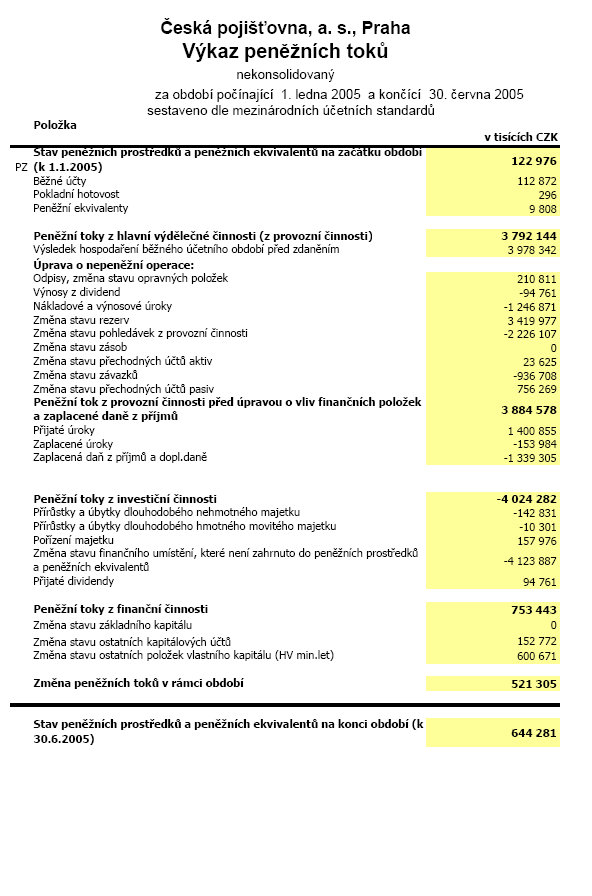 Česká pojišťovna, a. s., Praha
Výkaz peněžních toků
nekonsolidovaný
za období počínající 1. ledna 2005 a končící 30. června 2005
sestaveno dle mezinárodních účetních standardů
Položka
v tisících CZK
Stav peněžních prostředků a peněžních ekvivalentů na začátku období
PZ (k 1.1.2005) 122 976
Běžné účty 112 872
Pokladní hotovost 296
Peněžní ekvivalenty 9 808
Peněžní toky z hlavní výdělečné činnosti (z provozní činnosti) 3 792 144
Výsledek hospodaření běžného účetního období před zdaněním 3 978 342
Úprava o nepeněžní operace:
Odpisy, změna stavu opravných položek 210 811
Výnosy z dividend -94 761
Nákladové a výnosové úroky -1 246 871
Změna stavu rezerv 3 419 977
Změna stavu pohledávek z provozní činnosti -2 226 107
Změna stavu zásob 0
Změna stavu přechodných účtů aktiv 23 625
Změna stavu závazků -936 708
Změna stavu přechodných účtů pasiv 756 269
Peněžní tok z provozní činnosti před úpravou o vliv finančních položek
a zaplacené daně z příjmů 3 884 578
Přijaté úroky 1 400 855
Zaplacené úroky -153 984
Zaplacená daň z příjmů a dopl.daně -1 339 305
Peněžní toky z investiční činnosti -4 024 282
Přírůstky a úbytky dlouhodobého nehmotného majetku -142 831
Přírůstky a úbytky dlouhodobého hmotného movitého majetku -10 301
Pořízení majetku 157 976
Změna stavu finančního umístění, které není zahrnuto do peněžních prostředků
a peněžních ekvivalentů -4 123 887
Přijaté dividendy 94 761
Peněžní toky z finanční činnosti 753 443
Změna stavu základního kapitálu 0
Změna stavu ostatních kapitálových účtů 152 772
Změna stavu ostatních položek vlastního kapitálu (HV min.let) 600 671
Změna peněžních toků v rámci období 521 305
Stav peněžních prostředků a peněžních ekvivalentů na konci období (k
30.6.2005) 644 281